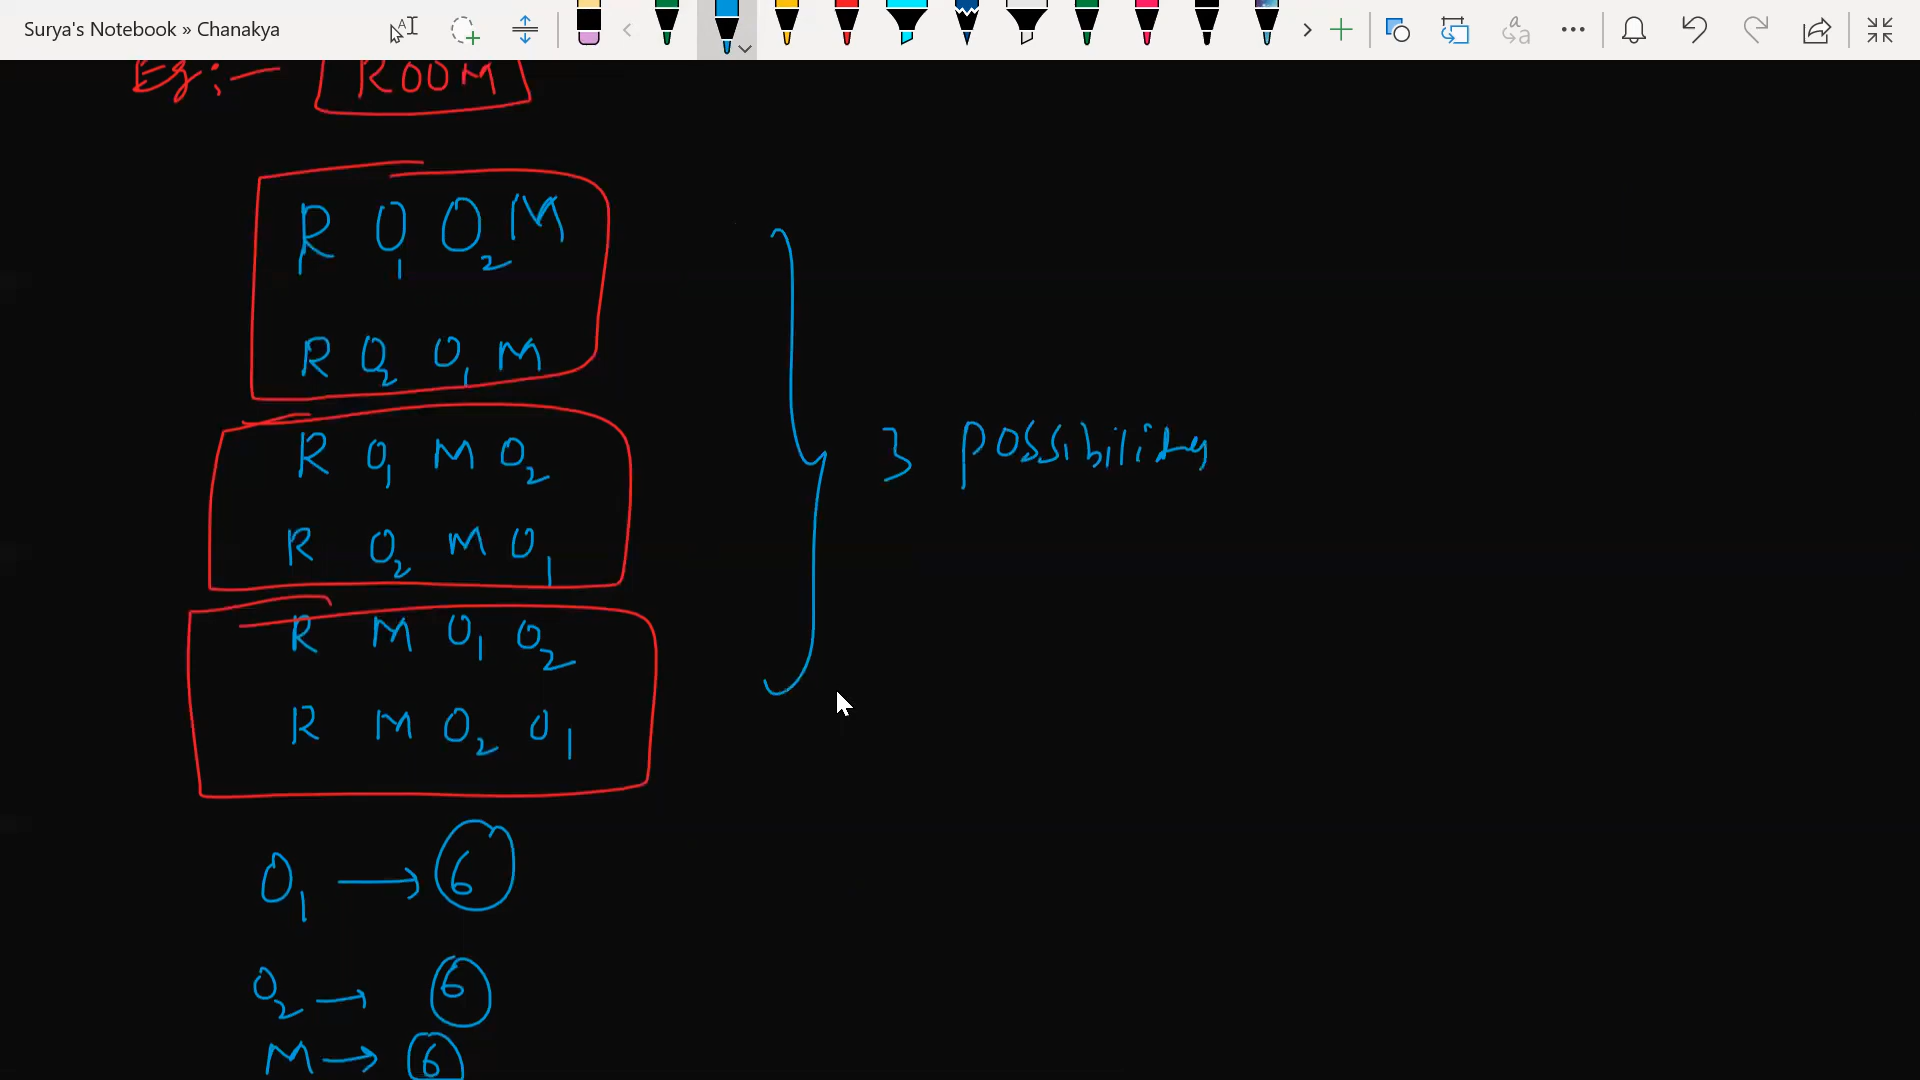 Surya's Notebook » Chanakya
Eg:- ROOM
R O1 O2 M
R O2 O1 M
R O1 M O2
R O2 M O1
R M O1 O2
R M O2 O1
3 possibilities
O1 → 6
O2 → 6
M → 6